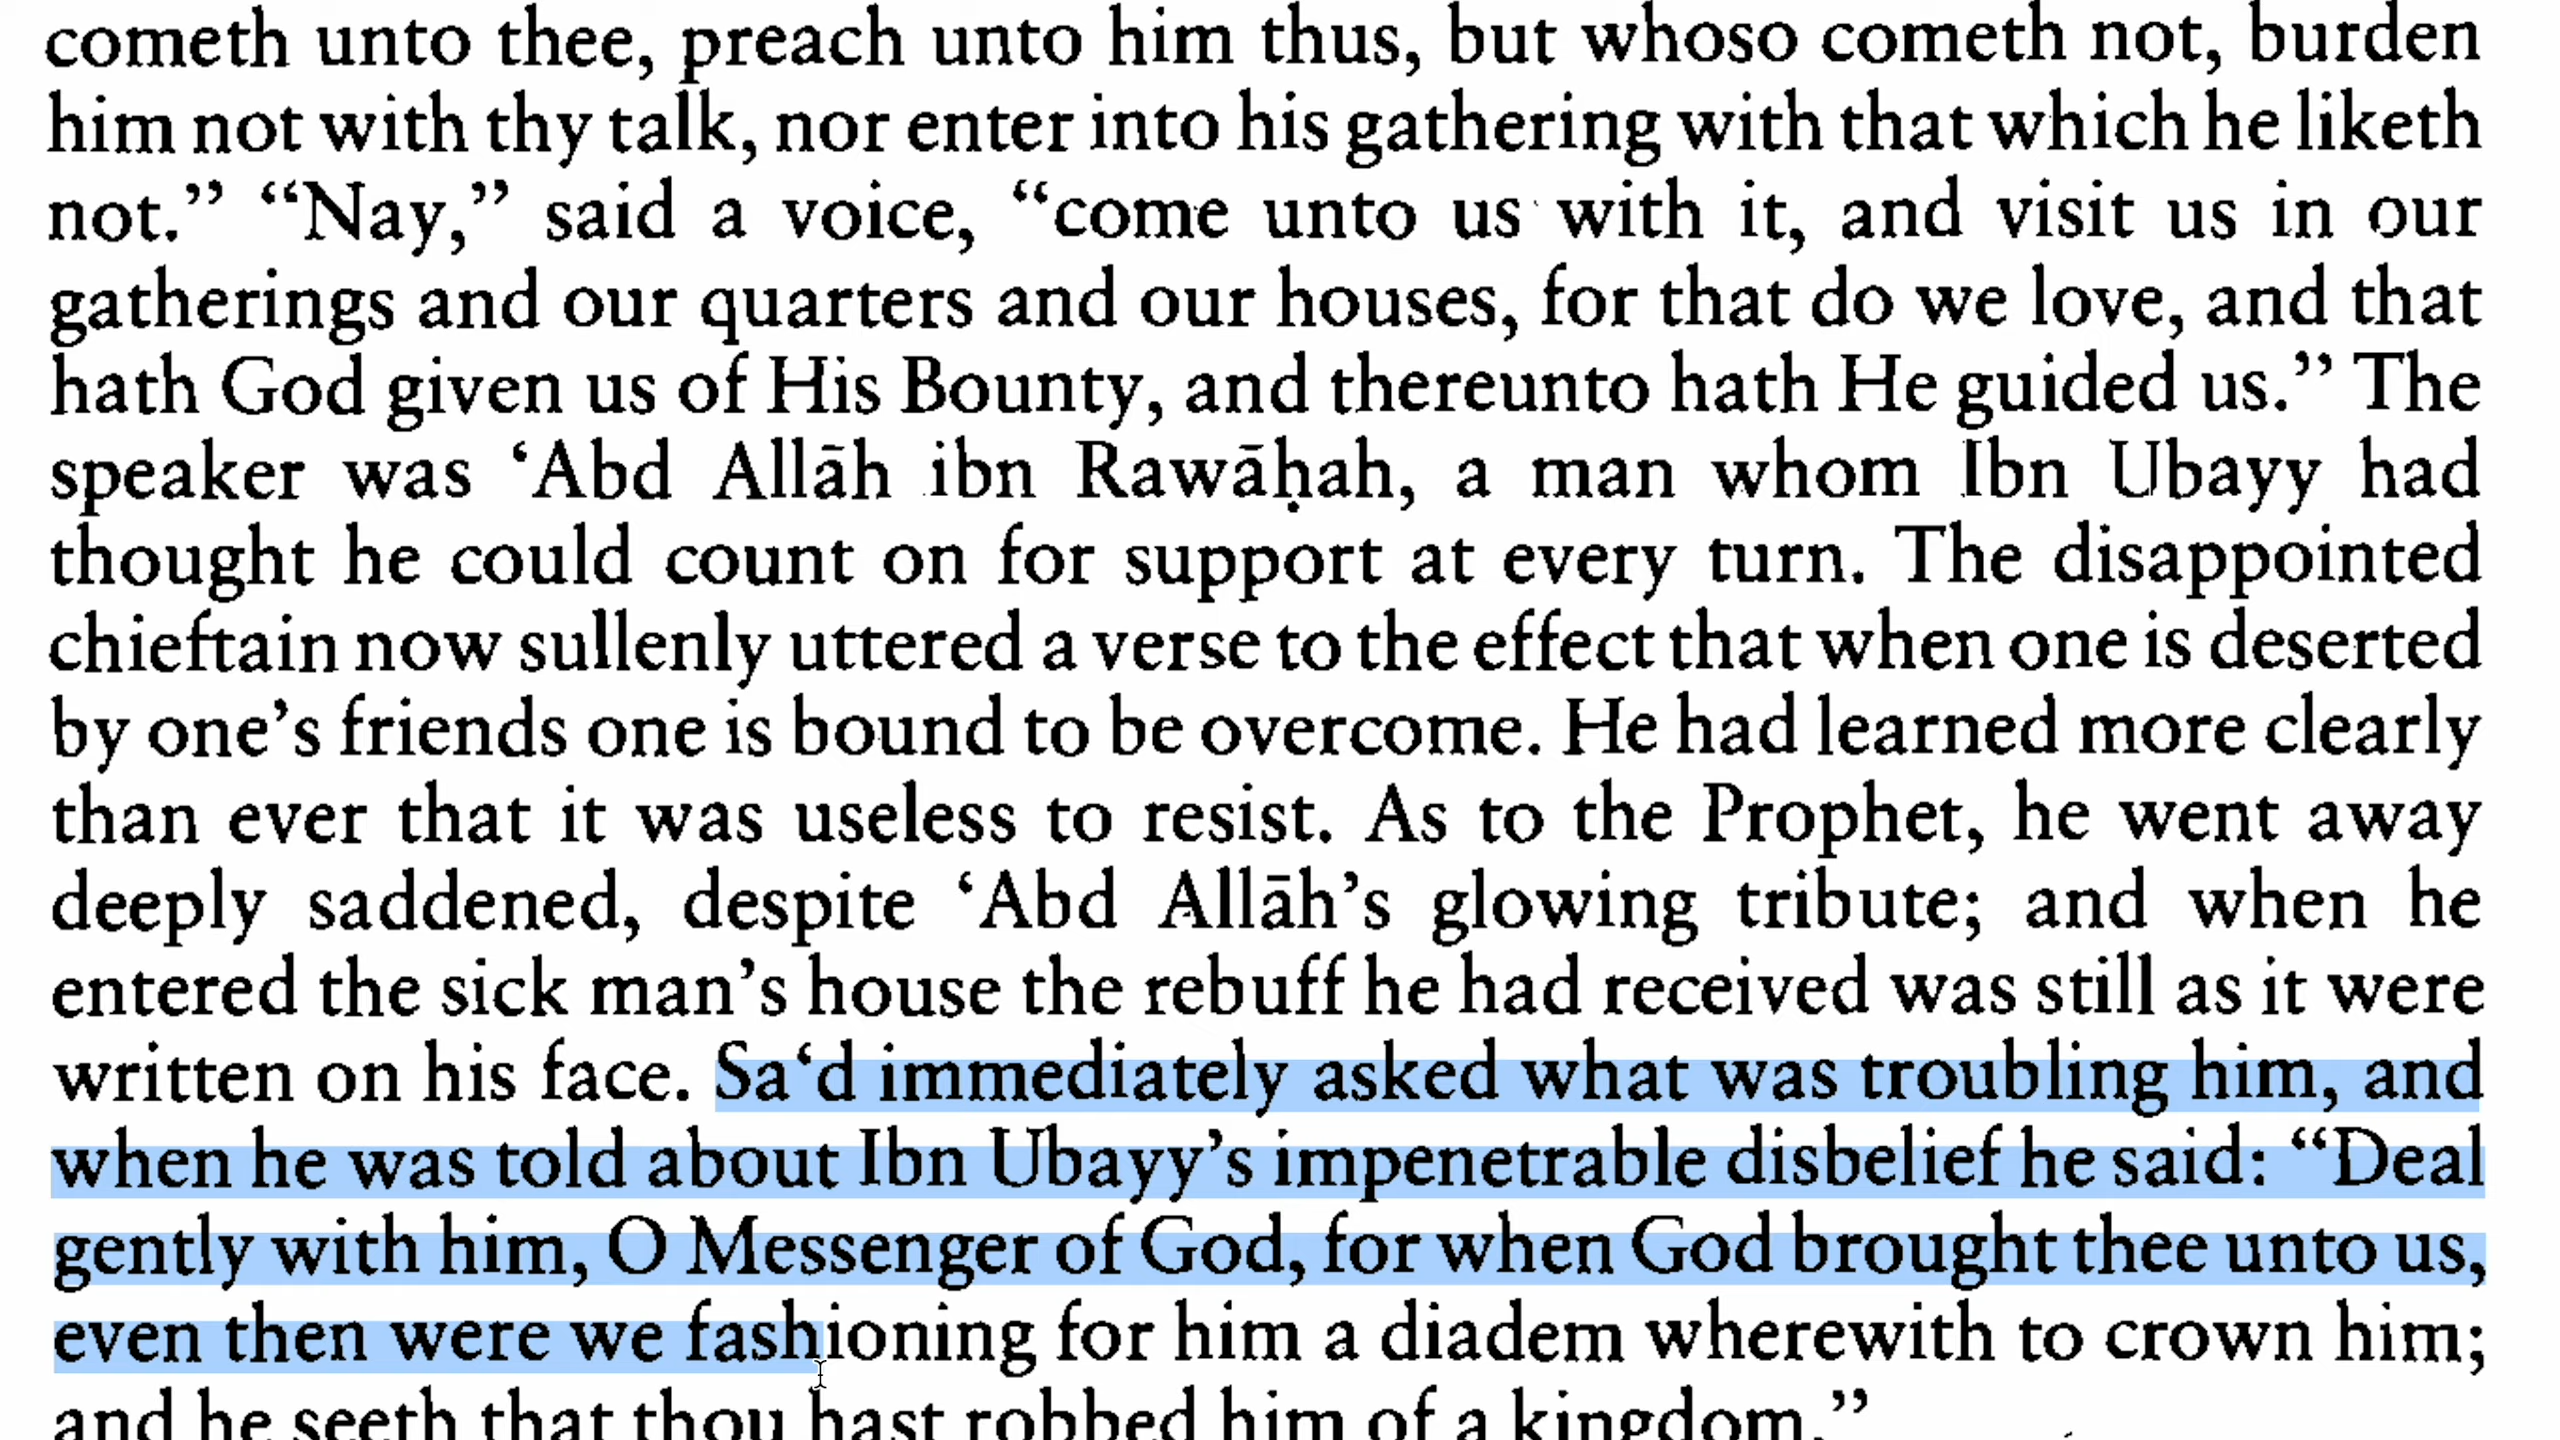 cometh unto thee, preach unto him thus, but whoso cometh not, burden
him not with thy talk, nor enter into his gathering with that which he liketh
not.” “Nay,” said a voice, “come unto us with it, and visit us in our
gatherings and our quarters and our houses, for that do we love, and that
hath God given us of His Bounty, and thereunto hath He guided us.” The
speaker was ‘Abd Allāh ibn Rawāḥah, a man whom Ibn Ubayy had
thought he could count on for support at every turn. The disappointed
chieftain now sullenly uttered a verse to the effect that when one is deserted
by one’s friends one is bound to be overcome. He had learned more clearly
than ever that it was useless to resist. As to the Prophet, he went away
deeply saddened, despite ‘Abd Allāh’s glowing tribute; and when he
entered the sick man’s house the rebuff he had received was still as it were
written on his face. Sa‘d immediately asked what was troubling him, and
when he was told about Ibn Ubayy’s impenetrable disbelief he said: “Deal
gently with him, O Messenger of God, for when God brought thee unto us,
even then were we fashioning for him a diadem wherewith to crown him;
and he seeth that thou hast robbed him of a kingdom.”